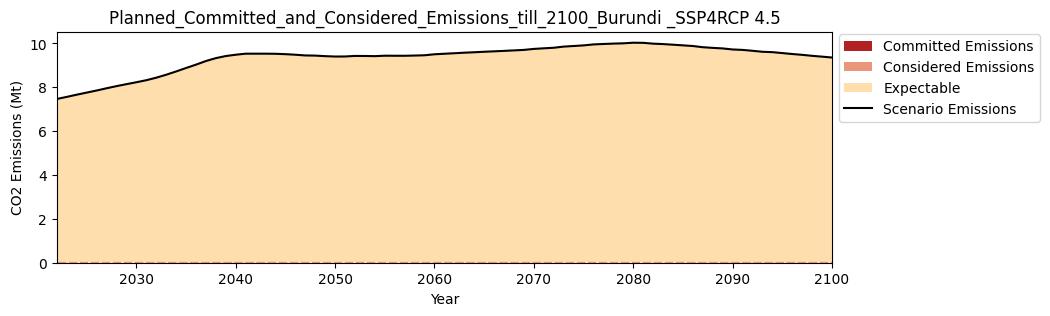 Planned_Committed_and_Considered_Emissions_till_2100_Burundi _SSP4RCP 4.5
CO2 Emissions (Mt)
10
8
6
4
2
0
2030 2040 2050 2060 2070 2080 2090 2100
Year
Committed Emissions
Considered Emissions
Expectable
Scenario Emissions